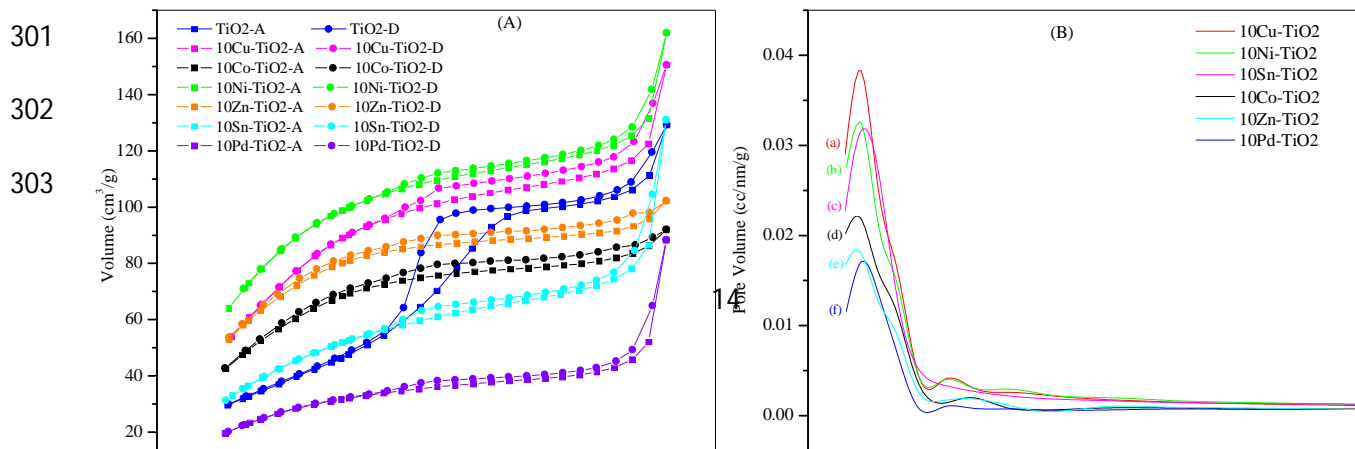 301
302
303
(A)
TiO2-A TiO2-D
10Cu-TiO2-A 10Cu-TiO2-D
10Co-TiO2-A 10Co-TiO2-D
10Ni-TiO2-A 10Ni-TiO2-D
10Zn-TiO2-A 10Zn-TiO2-D
10Sn-TiO2-A 10Sn-TiO2-D
10Pd-TiO2-A 10Pd-TiO2-D
Volume (cm³/g)
160
140
120
100
80
60
40
20
14
(B)
10Cu-TiO2
10Ni-TiO2
10Sn-TiO2
10Co-TiO2
10Zn-TiO2
10Pd-TiO2
Pore Volume (cc/nm/g)
0.04
0.03
0.02
0.01
0.00
(a)
(b)
(c)
(d)
(e)
(f)